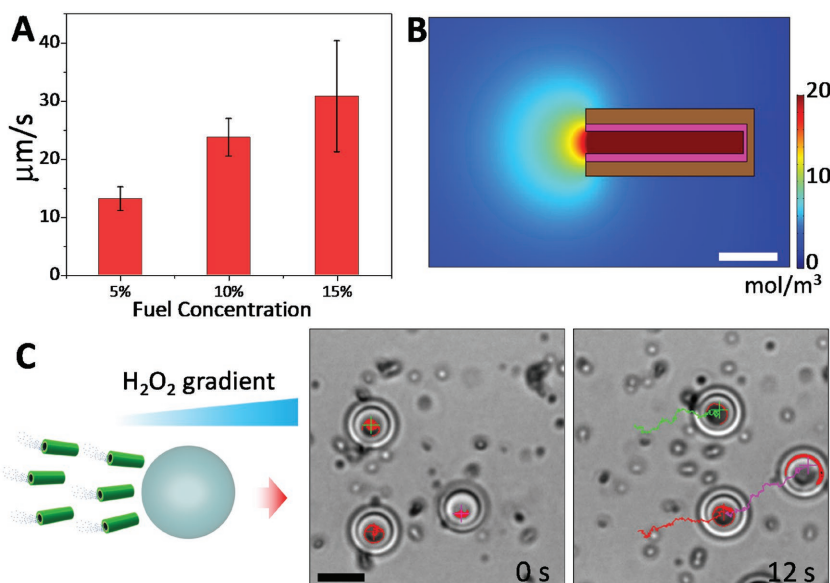 A
40
30
20
10
0
μm/s
5%
10%
15%
Fuel Concentration
B
20
10
0
mol/m³
C
H₂O₂ gradient
0 s
12 s